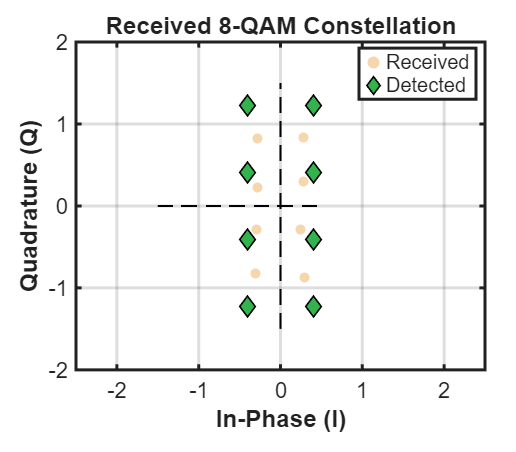 Received 8-QAM Constellation
Received
Detected
Quadrature (Q)
2
1
0
-1
-2
-2 -1 0 1 2
In-Phase (I)